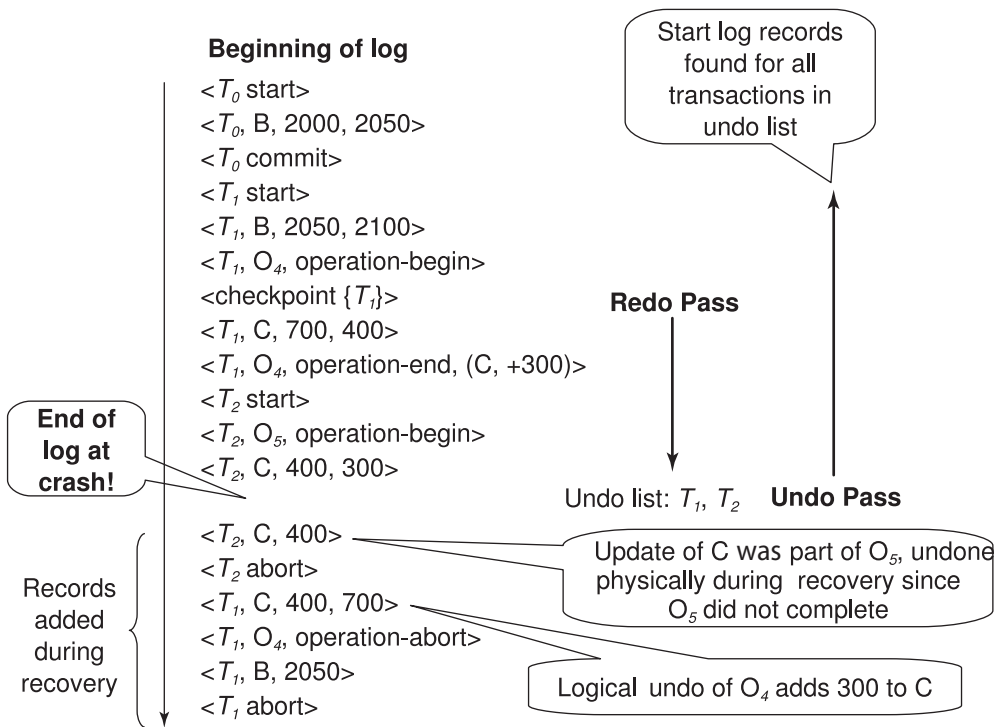 Beginning of log
<T0 start>
<T0, B, 2000, 2050>
<T0 commit>
<T1 start>
<T1, B, 2050, 2100>
<T1, O4, operation-begin>
<checkpoint {T1}>
<T1, C, 700, 400>
<T1, O4, operation-end, (C, +300)>
<T2 start>
<T2, O5, operation-begin>
<T2, C, 400, 300>
Start log records
found for all
transactions in
undo list
Redo Pass
End of
log at
crash!
Undo list: T1, T2
Undo Pass
<T2, C, 400>
<T2 abort>
<T1, C, 400, 700>
<T1, O4, operation-abort>
<T1, B, 2050>
<T1 abort>
Records
added
during
recovery
Update of C was part of O5, undone
physically during recovery since
O5 did not complete
Logical undo of O4 adds 300 to C